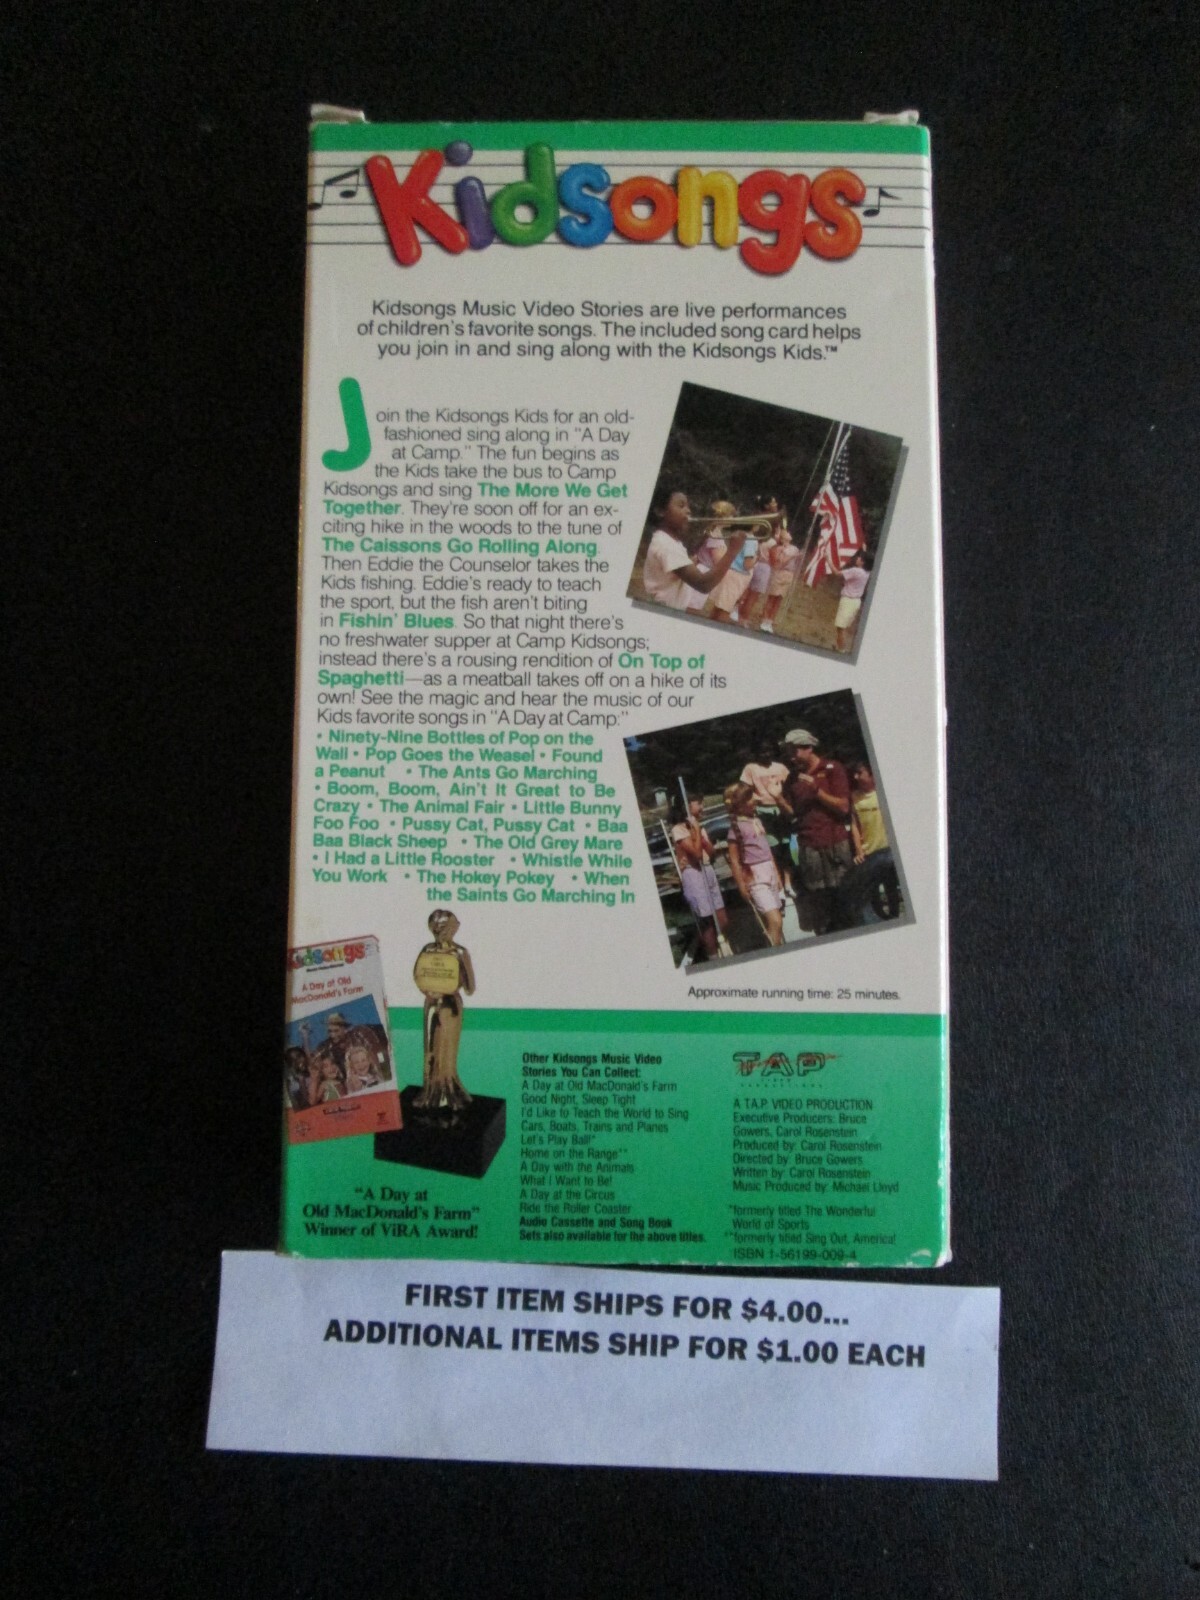 Kidsongs
Kidsongs Music Video Stories are live performances
of children's favorite songs. The included song card helps
you join in and sing along with the Kidsongs Kids.™
Join the Kidsongs Kids for an old-
fashioned sing along in "A Day
at Camp." The fun begins as
the Kids take the bus to Camp
Kidsongs and sing The More We Get
Together. They're soon off for an ex-
citing hike in the woods to the tune of
The Caissons Go Rolling Along.
Then Eddie the Counselor takes the
Kids fishing. Eddie's ready to teach
the sport, but the fish aren't biting
in Fishin' Blues. So that night there's
no freshwater supper at Camp Kidsongs;
instead there's a rousing rendition of On Top of
Spaghetti—as a meatball takes off on a hike of its
own! See the magic and hear the music of our
Kids favorite songs in "A Day at Camp:"
• Ninety-Nine Bottles of Pop on the
Wall • Pop Goes the Weasel • Found
a Peanut • The Ants Go Marching
• Boom, Boom, Ain't It Great to Be
Crazy • The Animal Fair • Little Bunny
Foo Foo • Pussy Cat, Pussy Cat • Baa
Baa Black Sheep • The Old Grey Mare
• I Had a Little Rooster • Whistle While
You Work • The Hokey Pokey • When
the Saints Go Marching In
Approximate running time: 25 minutes.
Kidsongs
A Day at Old
MacDonald's Farm
"A Day at
Old MacDonald's Farm"
Winner of ViRA Award!
Other Kidsongs Music Video
Stories You Can Collect:
A Day at Old MacDonald's Farm
Good Night, Sleep Tight
I'd Like to Teach the World to Sing
Cars, Boats, Trains and Planes
Let's Play Ball*
Home on the Range**
A Day with the Animals
What I Want to Be!
A Day at the Circus
Ride the Roller Coaster
Audio Cassette and Song Book
Sets also available for the above titles.
TAP
A T.A.P. VIDEO PRODUCTION
Executive Producers: Bruce
Gowers, Carol Rosenstein
Produced by: Carol Rosenstein
Directed by: Bruce Gowers
Written by: Carol Rosenstein
Music Produced by: Michael Lloyd
*formerly titled The Wonderful
World of Sports
**formerly titled Sing Out, America!
ISBN 1-56199-009-4
FIRST ITEM SHIPS FOR $4.00...
ADDITIONAL ITEMS SHIP FOR $1.00 EACH